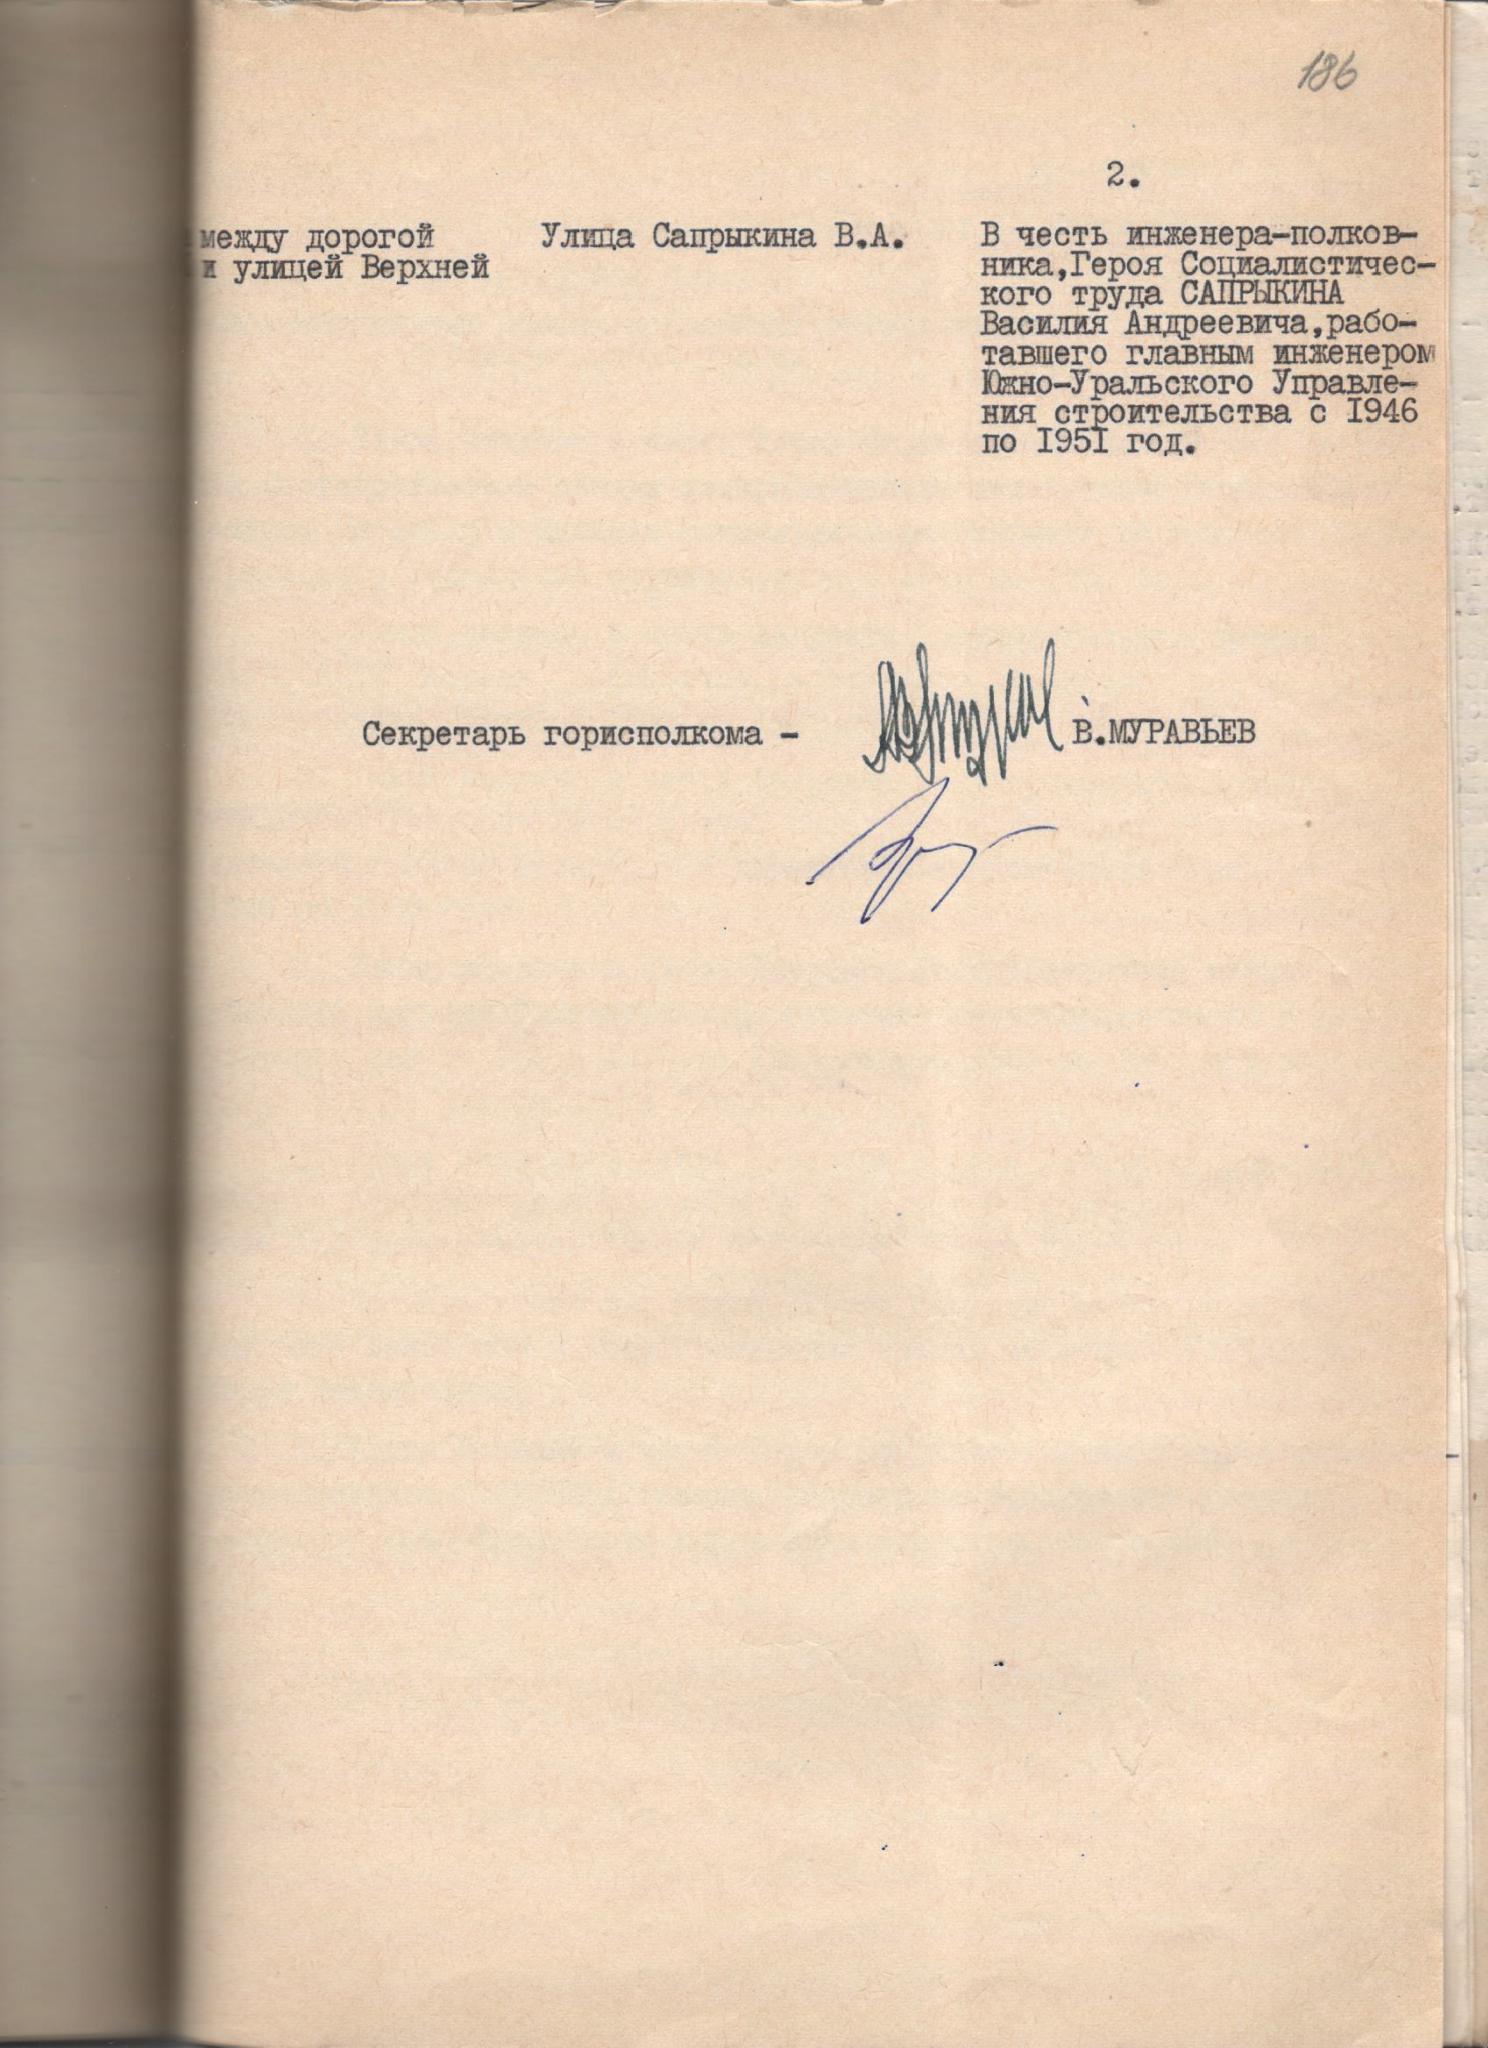 186
2.
между дорогой
и улицей Верхней
Улица Сапрыкина В.А.
В честь инженера-полков-
ника,Героя Социалистичес-
кого труда САПРЫКИНА
Василия Андреевича,рабо-
тавшего главным инженером
Южно-Уральского Управле-
ния строительства с 1946
по 1951 год.
Секретарь горисполкома - В.МУРАВЬЕВ